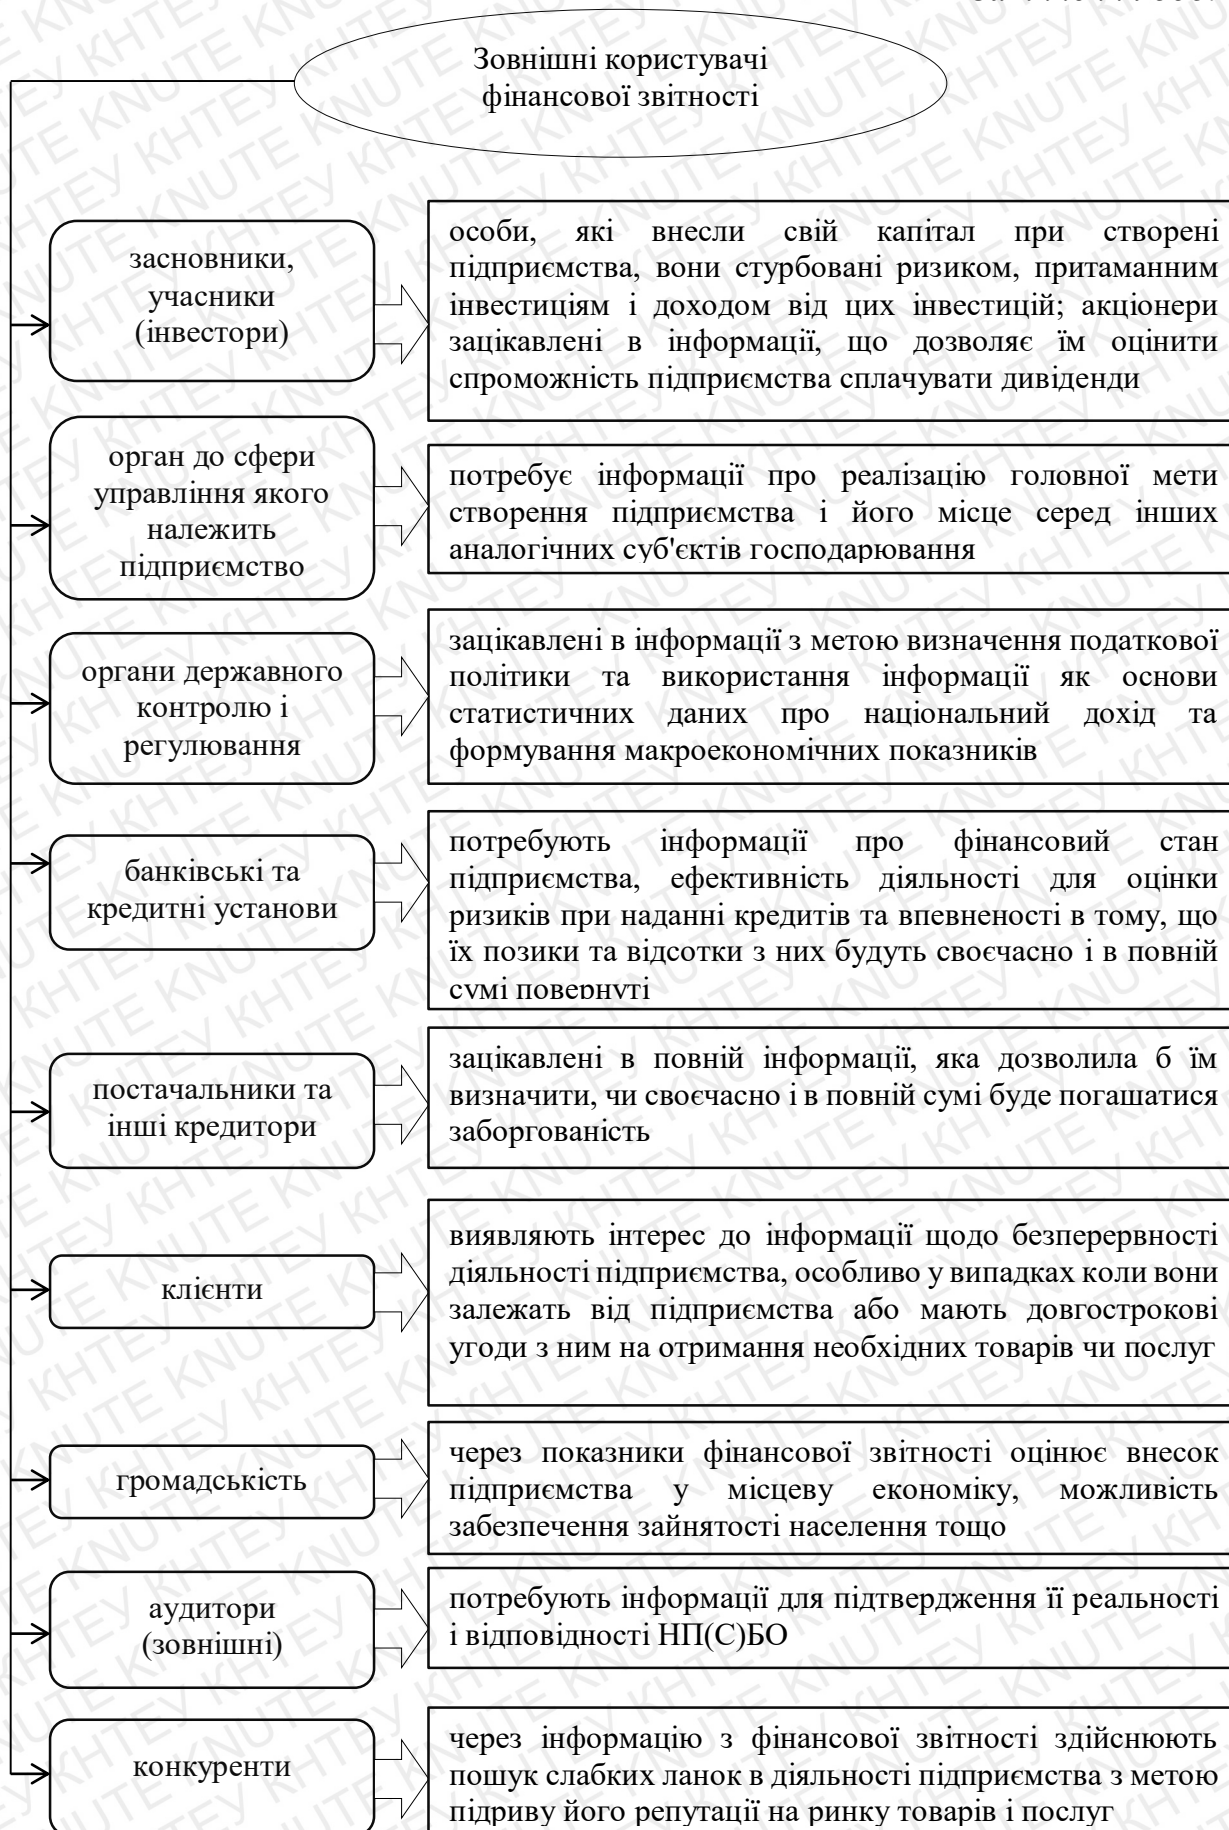 Зовнішні користувачі
фінансової звітності
засновники,
учасники
(інвестори)
особи, які внесли свій капітал при створені
підприємства, вони стурбовані ризиком, притаманним
інвестиціям і доходом від цих інвестицій; акціонери
зацікавлені в інформації, що дозволяє їм оцінити
спроможність підприємства сплачувати дивіденди
орган до сфери
управління якого
належить
підприємство
потребує інформації про реалізацію головної мети
створення підприємства і його місце серед інших
аналогічних суб'єктів господарювання
органи державного
контролю і
регулювання
зацікавлені в інформації з метою визначення податкової
політики та використання інформації як основи
статистичних даних про національний дохід та
формування макроекономічних показників
банківські та
кредитні установи
потребують інформації про фінансовий стан
підприємства, ефективність діяльності для оцінки
ризиків при наданні кредитів та впевненості в тому, що
їх позики та відсотки з них будуть своєчасно і в повній
сумі повернуті
постачальники та
інші кредитори
зацікавлені в повній інформації, яка дозволила б їм
визначити, чи своєчасно і в повній сумі буде погашатися
заборгованість
клієнти
виявляють інтерес до інформації щодо безперервності
діяльності підприємства, особливо у випадках коли вони
залежать від підприємства або мають довгострокові
угоди з ним на отримання необхідних товарів чи послуг
громадськість
через показники фінансової звітності оцінює внесок
підприємства у місцеву економіку, можливість
забезпечення зайнятості населення тощо
аудитори
(зовнішні)
потребують інформації для підтвердження її реальності
і відповідності НП(С)БО
конкуренти
через інформацію з фінансової звітності здійснюють
пошук слабких ланок в діяльності підприємства з метою
підриву його репутації на ринку товарів і послуг